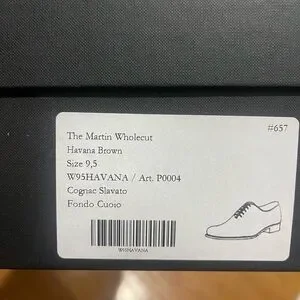 #657
The Martin Wholecut
Havana Brown
Size 9,5
W95HAVANA / Art. P0004
Cognac Slavato
Fondo Cuoio
W95HAVANA